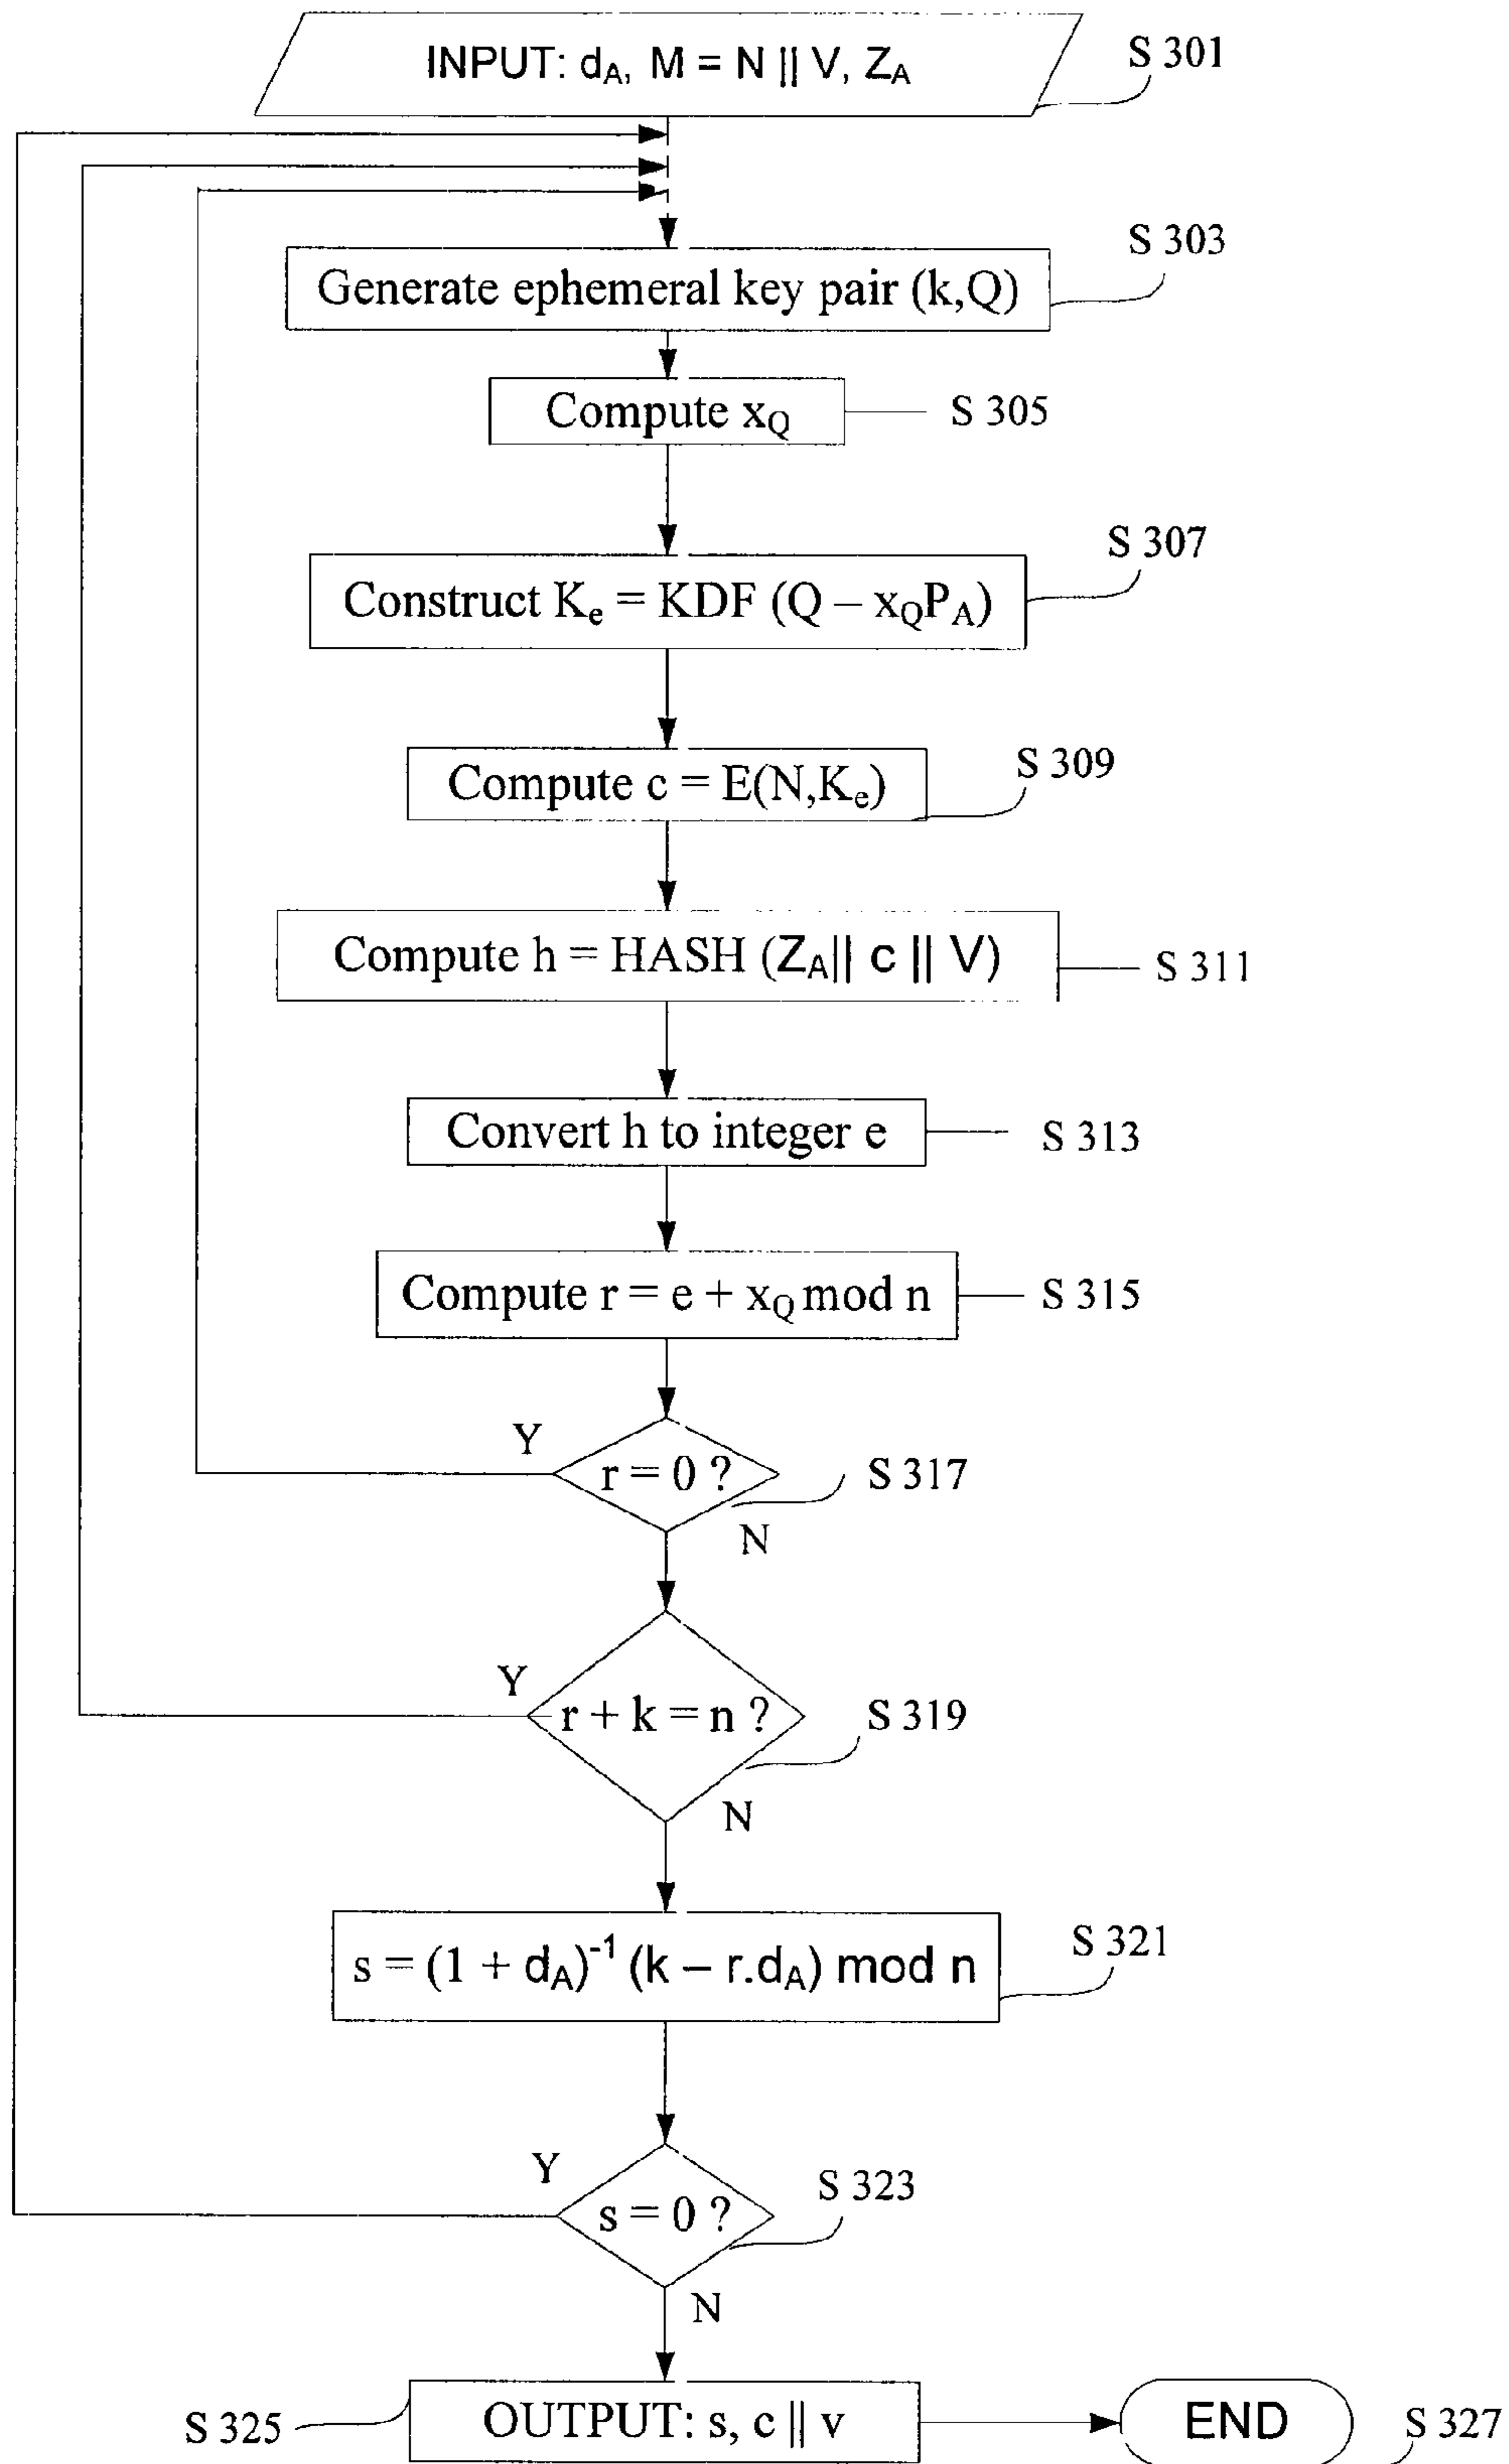 INPUT: dA, M = N || V, ZA
S 301
Generate ephemeral key pair (k,Q)
S 303
Compute xQ
S 305
Construct Ke = KDF (Q – xQPA)
S 307
Compute c = E(N,Ke)
S 309
Compute h = HASH (ZA|| c || V)
S 311
Convert h to integer e
S 313
Compute r = e + xQ mod n
S 315
Y
r = 0 ?
S 317
N
Y
r + k = n ?
S 319
N
s = (1 + dA)-1 (k – r.dA) mod n
S 321
Y
s = 0 ?
S 323
N
S 325
OUTPUT: s, c || v
END
S 327